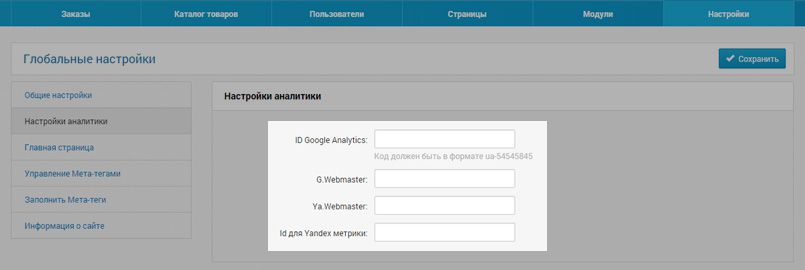 Заказы Каталог товаров Пользователи Страницы Модули Настройки
Глобальные настройки Сохранить
Общие настройки
Настройки аналитики
Главная страница
Управление Мета-тегами
Заполнить Мета-теги
Информация о сайте
Настройки аналитики
ID Google Analytics:
Код должен быть в формате ua-54545845
G.Webmaster:
Ya.Webmaster:
Id для Yandex метрики: